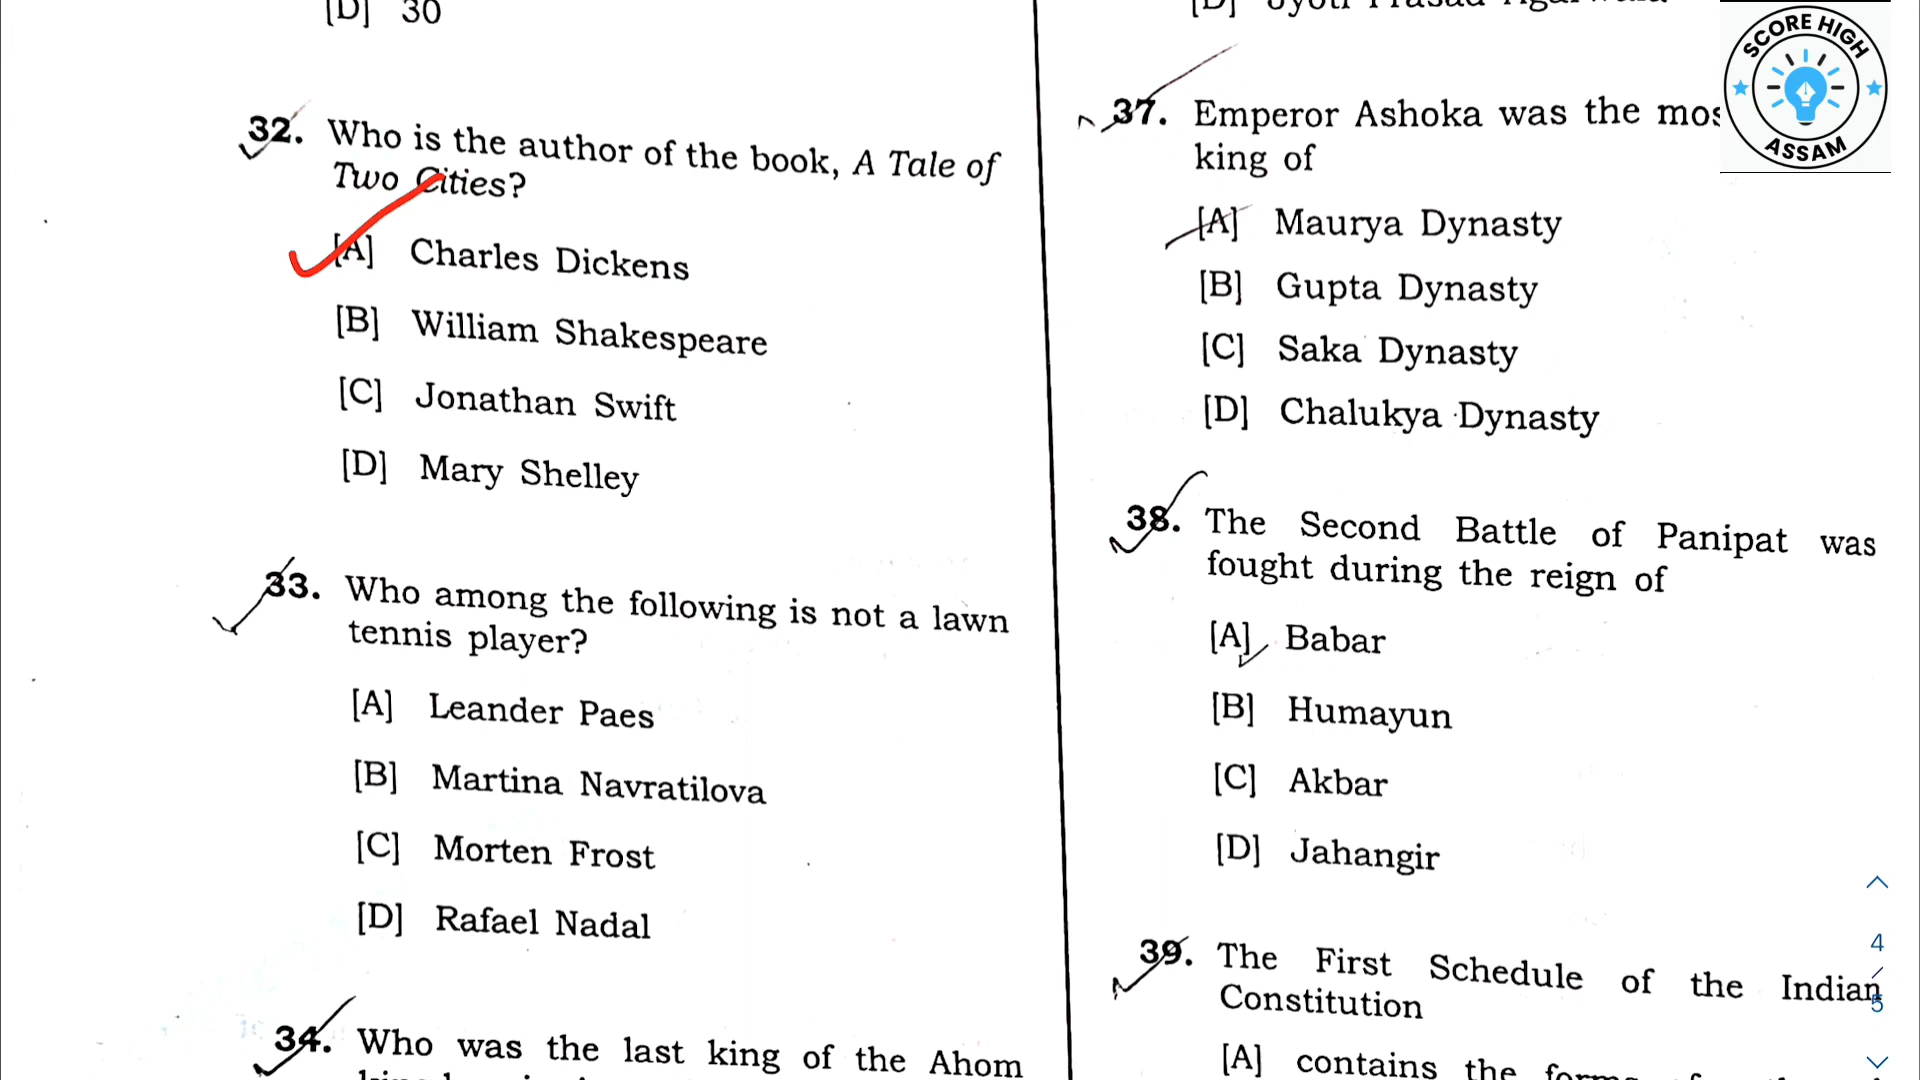 [D] 30
32. Who is the author of the book, A Tale of
Two Cities?
[A] Charles Dickens
[B] William Shakespeare
[C] Jonathan Swift
[D] Mary Shelley
33. Who among the following is not a lawn
tennis player?
[A] Leander Paes
[B] Martina Navratilova
[C] Morten Frost
[D] Rafael Nadal
34. Who was the last king of the Ahom
37. Emperor Ashoka was the
king of
[A] Maurya Dynasty
[B] Gupta Dynasty
[C] Saka Dynasty
[D] Chalukya Dynasty
38. The Second Battle of Panipat was
fought during the reign of
[A] Babar
[B] Humayun
[C] Akbar
[D] Jahangir
39. The First Schedule of the Indian
Constitution
[A] contains the
SCORE HIGH
ASSAM
4
/
5